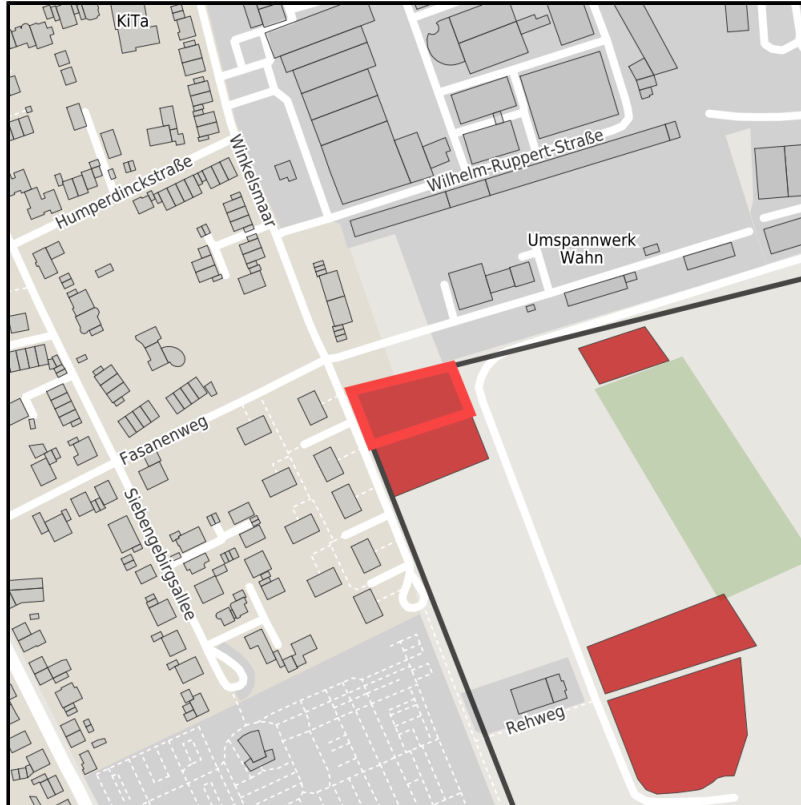 KiTa
Winkelsmaar
Humperdinckstraße
Wilhelm-Ruppert-Straße
Umspannwerk
Wahn
Fasanenweg
Siebengebirgsallee
Rehweg